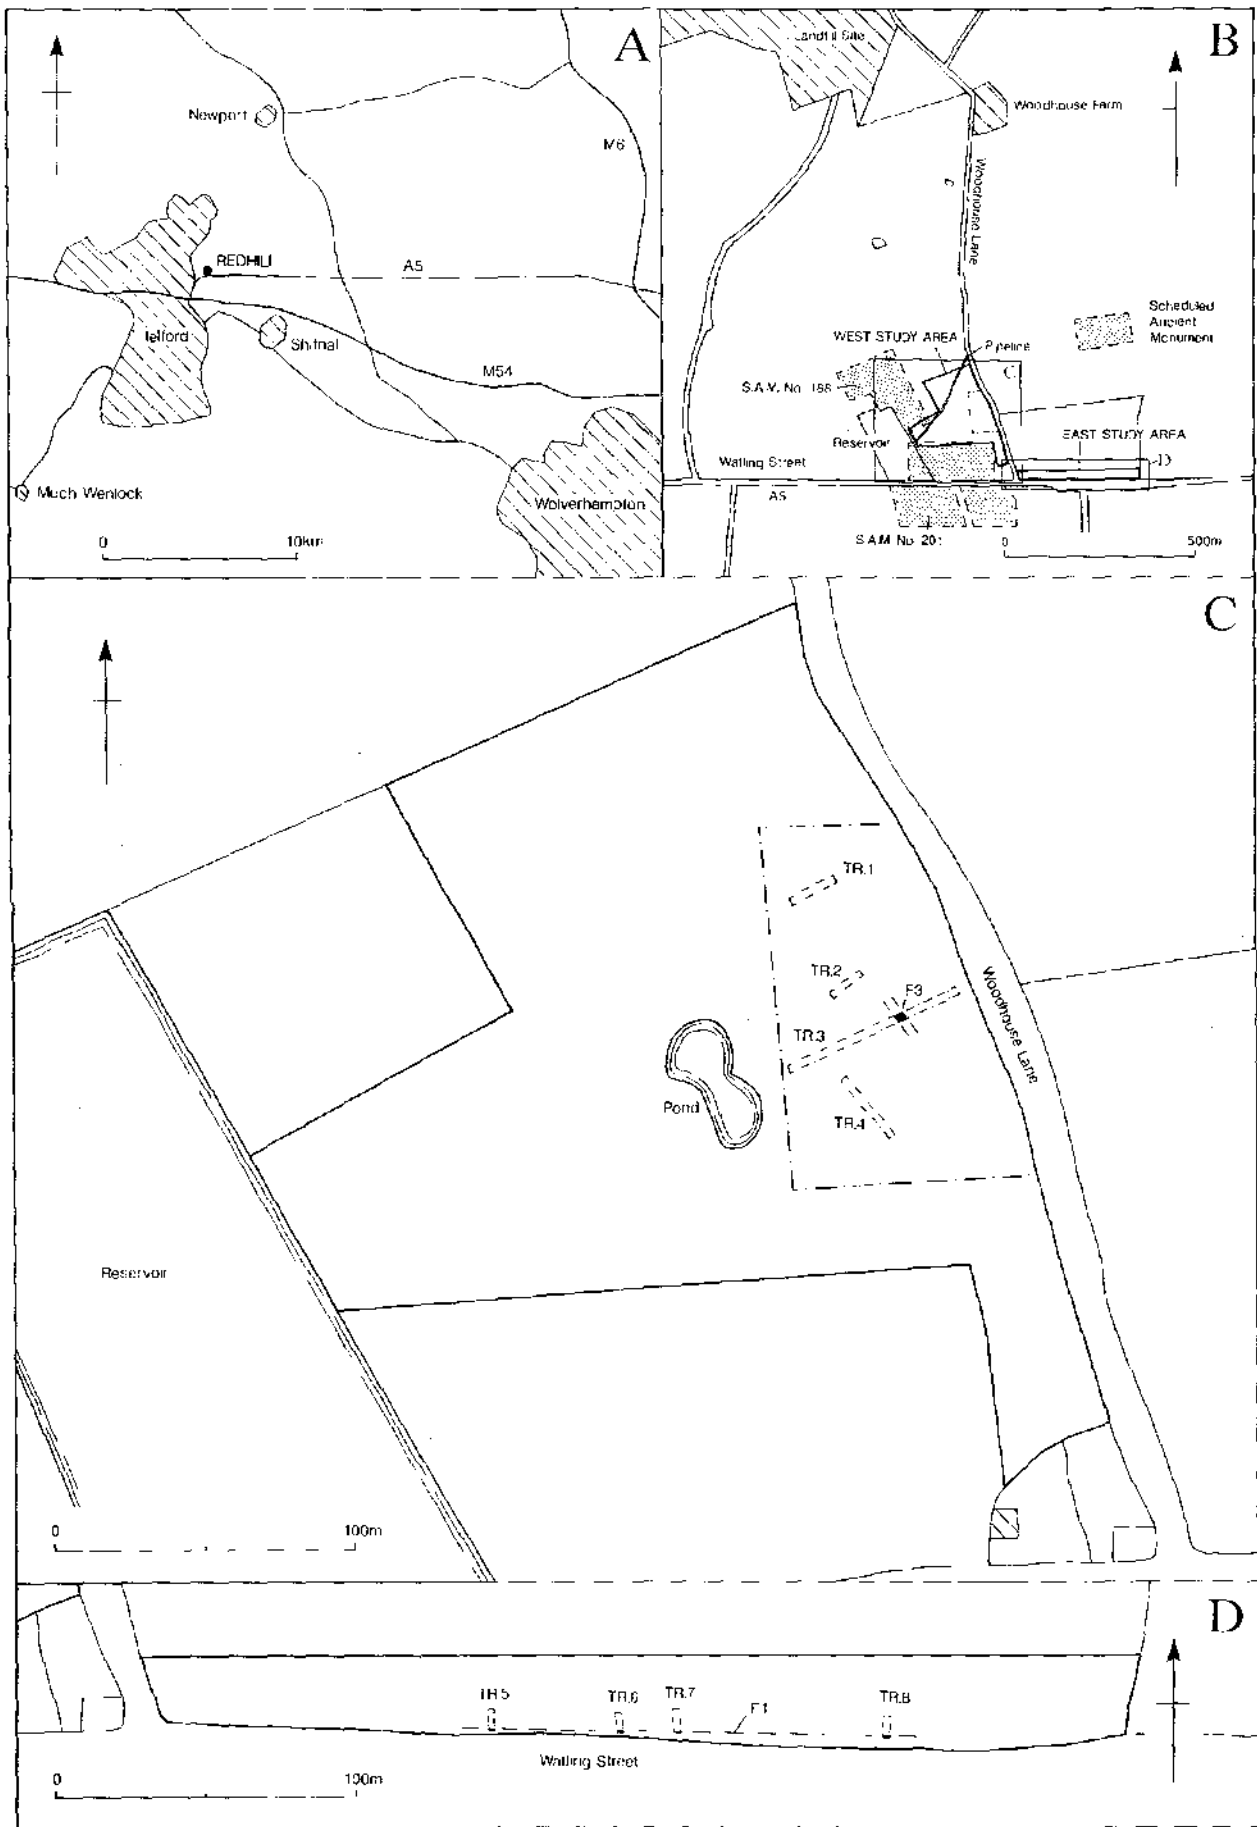 A
Newport
M6
REDHILL
A5
Telford
Shifnal
M54
Much Wenlock
Wolverhampton
0 10km
B
Landfill Site
Woodhouse Farm
Woodhouse Lane
Scheduled
Ancient
Monument
WEST STUDY AREA
Pipeline
C
S.A.M. No. 188
Reservoir
EAST STUDY AREA
D
Watling Street
A5
S.A.M. No. 201
0 500m
C
TR.1
TR.2
F3
TR.3
Woodhouse Lane
Pond
TR.4
Reservoir
0 100m
D
TR.5
TR.6
TR.7
F1
TR.8
Watling Street
0 100m